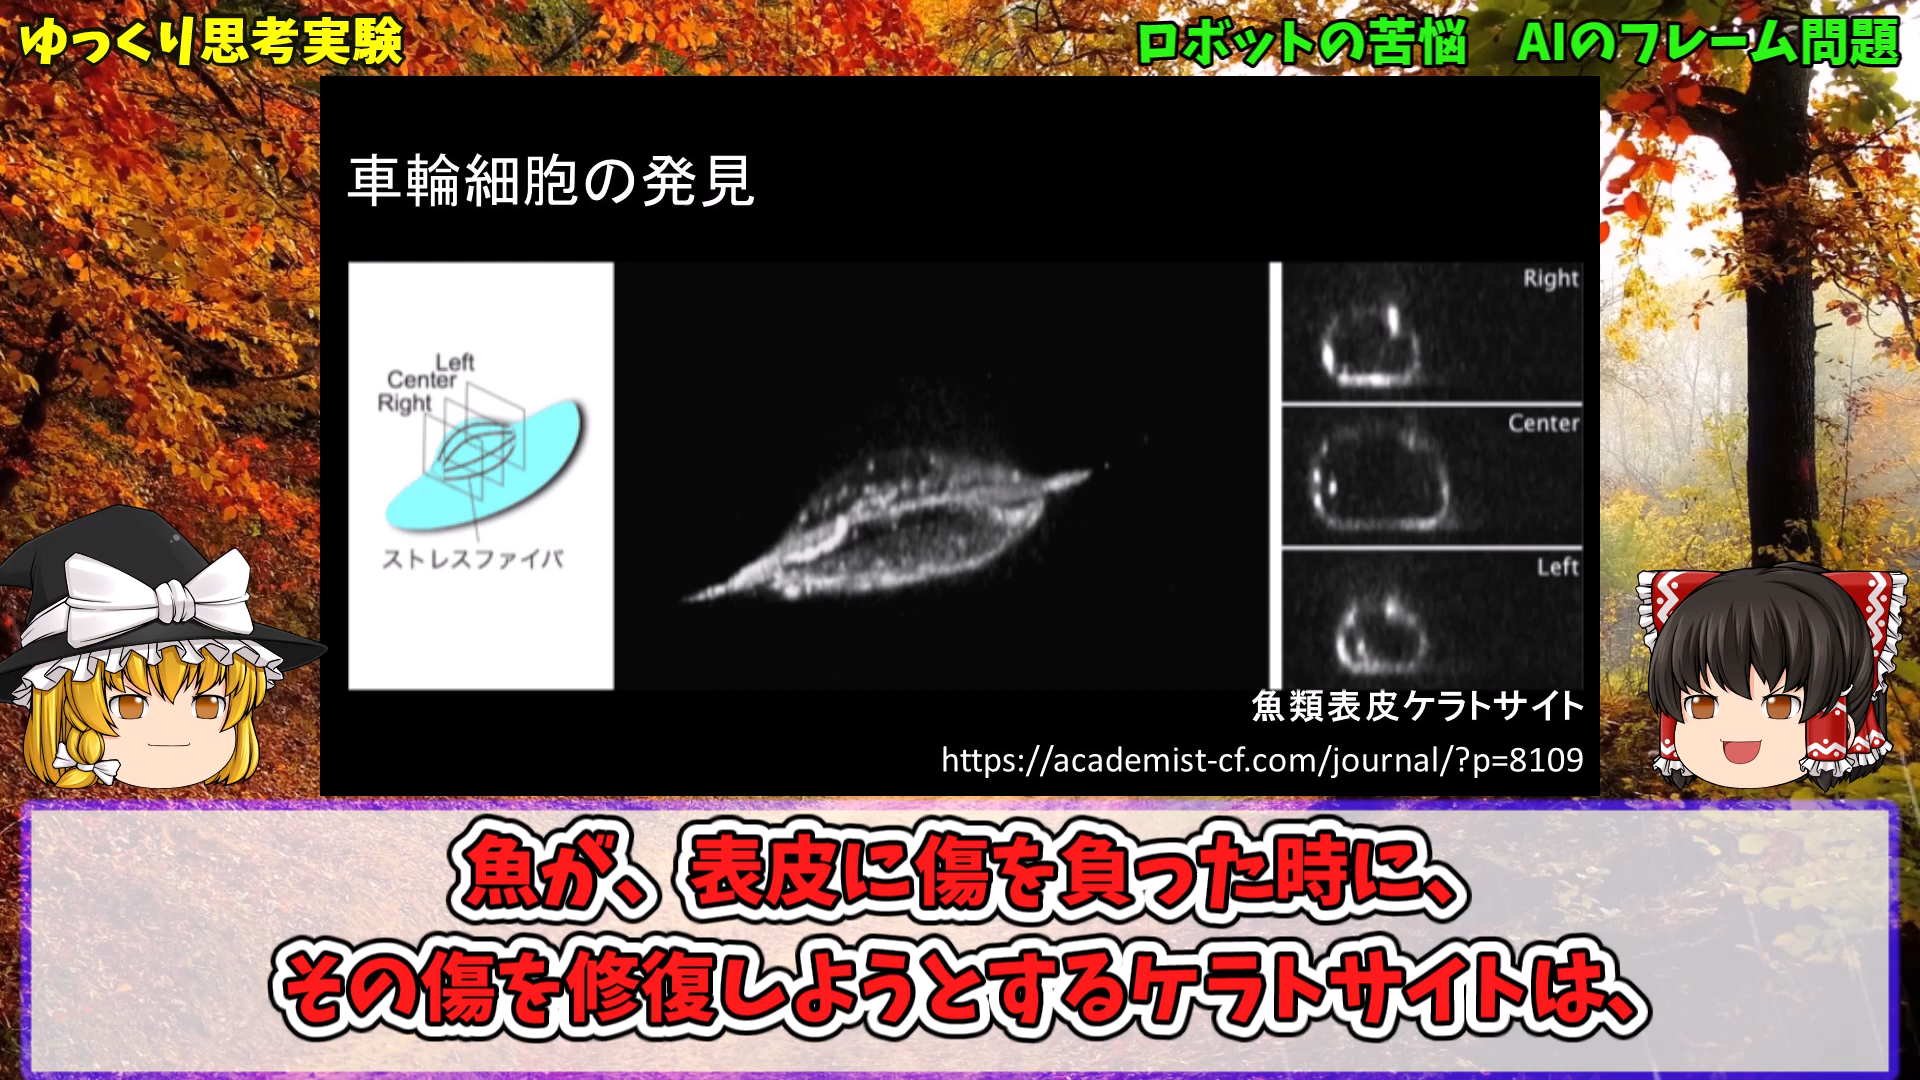 ゆっくり思考実験
ロボットの苦悩　AIのフレーム問題
車輪細胞の発見
Left
Center
Right
ストレスファイバ
Right
Center
Left
魚類表皮ケラトサイト
https://academist-cf.com/journal/?p=8109
魚が、表皮に傷を負った時に、
その傷を修復しようとするケラトサイトは、